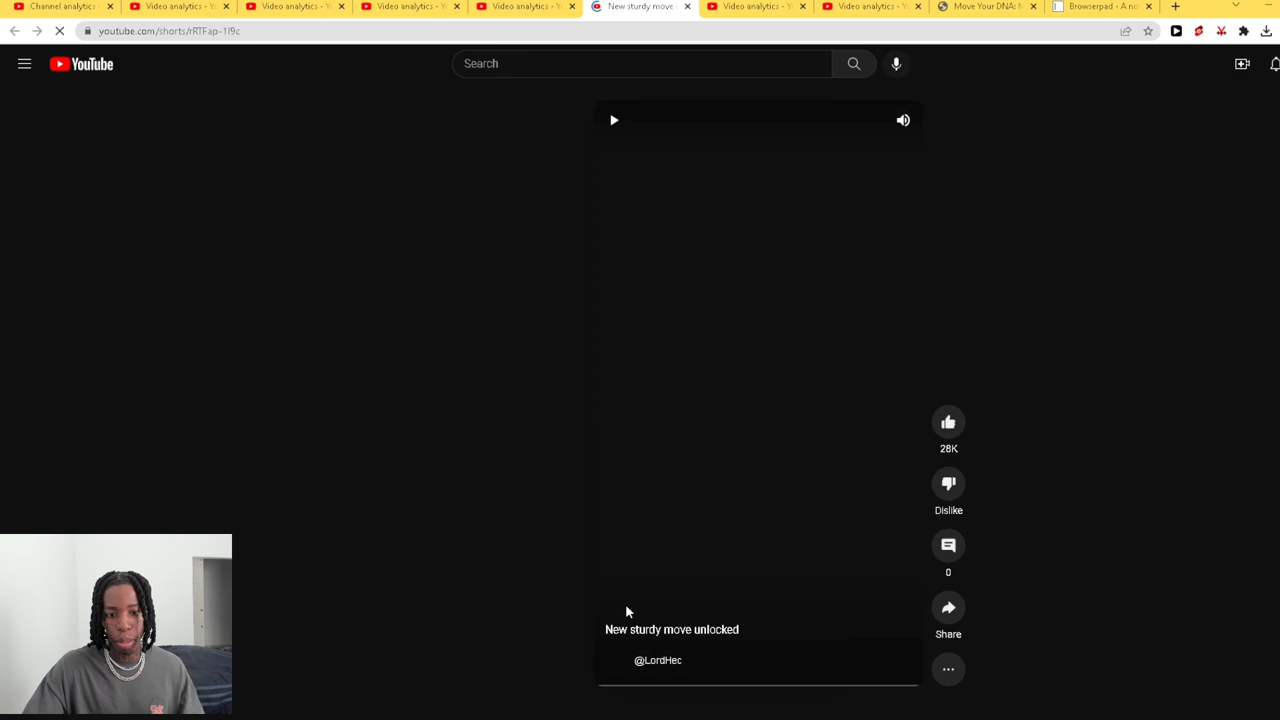 Channel analytics -
Video analytics - Y
Video analytics - Y
Video analytics - Y
Video analytics - Y
New sturdy move
Video analytics - Y
Video analytics - Y
Move Your DNA: M
Browserpad - A no
youtube.com/shorts/rRTFap-1I9c
YouTube
Search
28K
Dislike
0
Share
New sturdy move unlocked
@LordHec